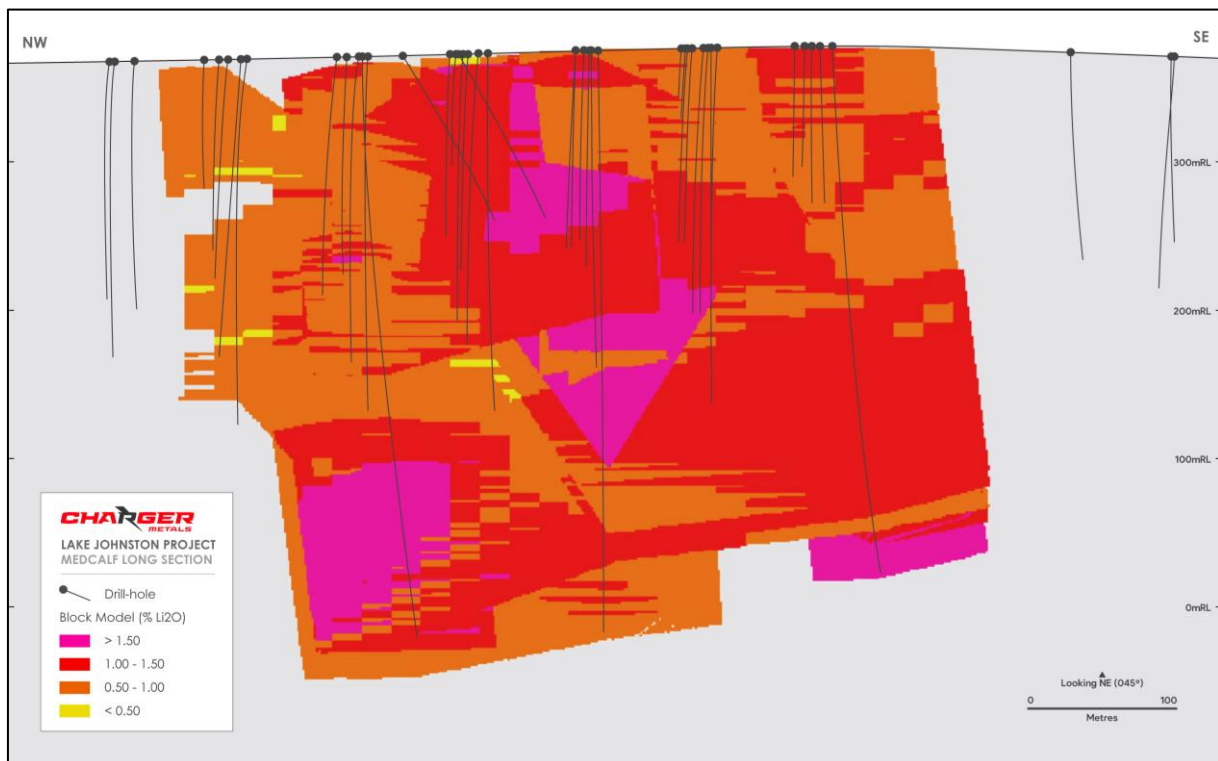 NW
SE
300mRL
200mRL
100mRL
0mRL
CHARGER
METALS
LAKE JOHNSTON PROJECT
MEDCALF LONG SECTION
Drill-hole
Block Model (% Li2O)
> 1.50
1.00 - 1.50
0.50 - 1.00
< 0.50
Looking NE (045º)
0 100
Metres